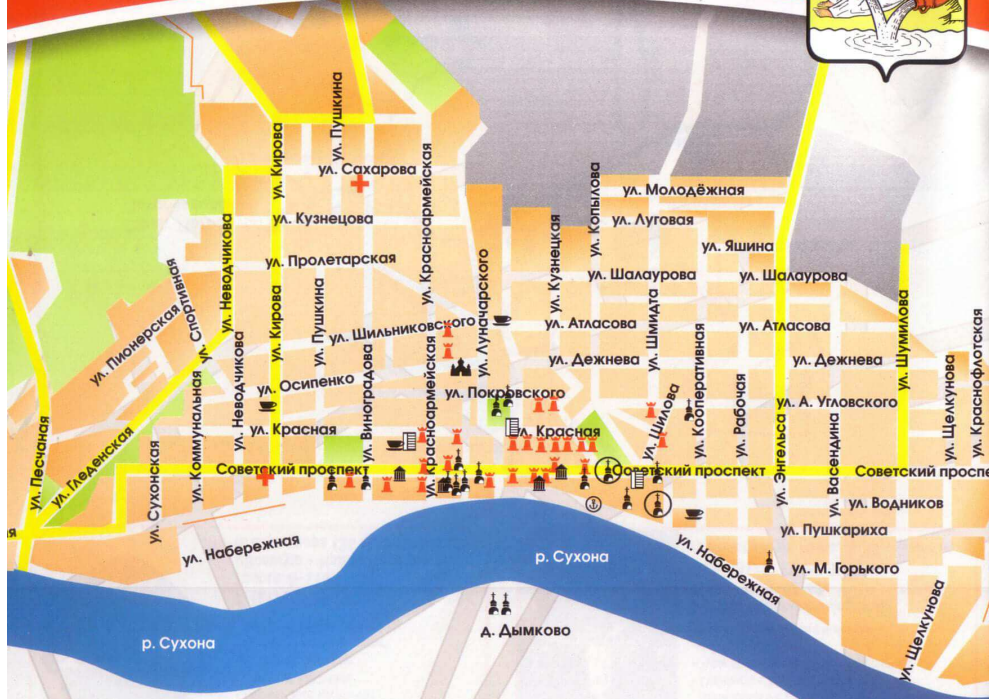 ул. Пушкина
ул. Кирова
ул. Сахарова
ул. Красноармейская
ул. Копылова
ул. Молодёжная
ул. Кузнецова
ул. Луговая
ул. Неводчикова
ул. Яшина
ул. Пролетарская
ул. Спортивная
ул. Луначарского
ул. Кузнецкая
ул. Шалаурова
ул. Шалаурова
ул. Пионерская
ул. Кирова
ул. Пушкина
ул. Шильниковского
ул. Атласова
ул. Шмидта
ул. Атласова
ул. Шумилова
ул. Краснофлотская
ул. Дежнева
ул. Дежнева
ул. Неводчикова
ул. Осипенко
ул. Виноградова
ул. Красноармейская
ул. Покровского
ул. Кооперативная
ул. Рабочая
ул. А. Угловского
ул. Щелкунова
ул. Песчаная
ул. Гледенская
ул. Коммунальная
ул. Красная
ул. Красная
ул. Шилова
ул. Энгельса
ул. Васендина
Советский проспект
Советский проспект
Советский проспе
ул. Сухонская
ул. Водников
ая
ул. Набережная
ул. Набережная
ул. Пушкариха
р. Сухона
ул. М. Горького
р. Сухона
д. Дымково
ул. Щелкунова